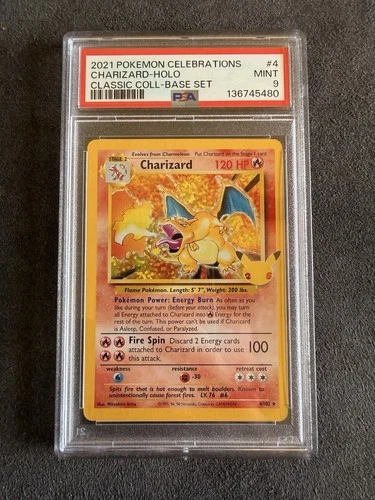 2021 POKEMON CELEBRATIONS #4
CHARIZARD-HOLO MINT
CLASSIC COLL-BASE SET 9
PSA 136745480
STAGE 2 Evolves from Charmeleon Put Charizard on the Stage 1 card
Charizard 120 HP
25
Flame Pokémon. Length: 5' 7", Weight: 200 lbs.
Pokémon Power: Energy Burn As often as you
like during your turn (before your attack), you may turn
all Energy attached to Charizard into Energy for
the rest of the turn. This power can't be used if Charizard
is Asleep, Confused, or Paralyzed.
Fire Spin Discard 2 Energy cards
attached to Charizard in order to use 100
this attack.
weakness resistance retreat cost
-30
Spits fire that is hot enough to melt boulders. Known to
unintentionally cause forest fires. LV. 76 #6
Illus. Mitsuhiro Arita 4/102